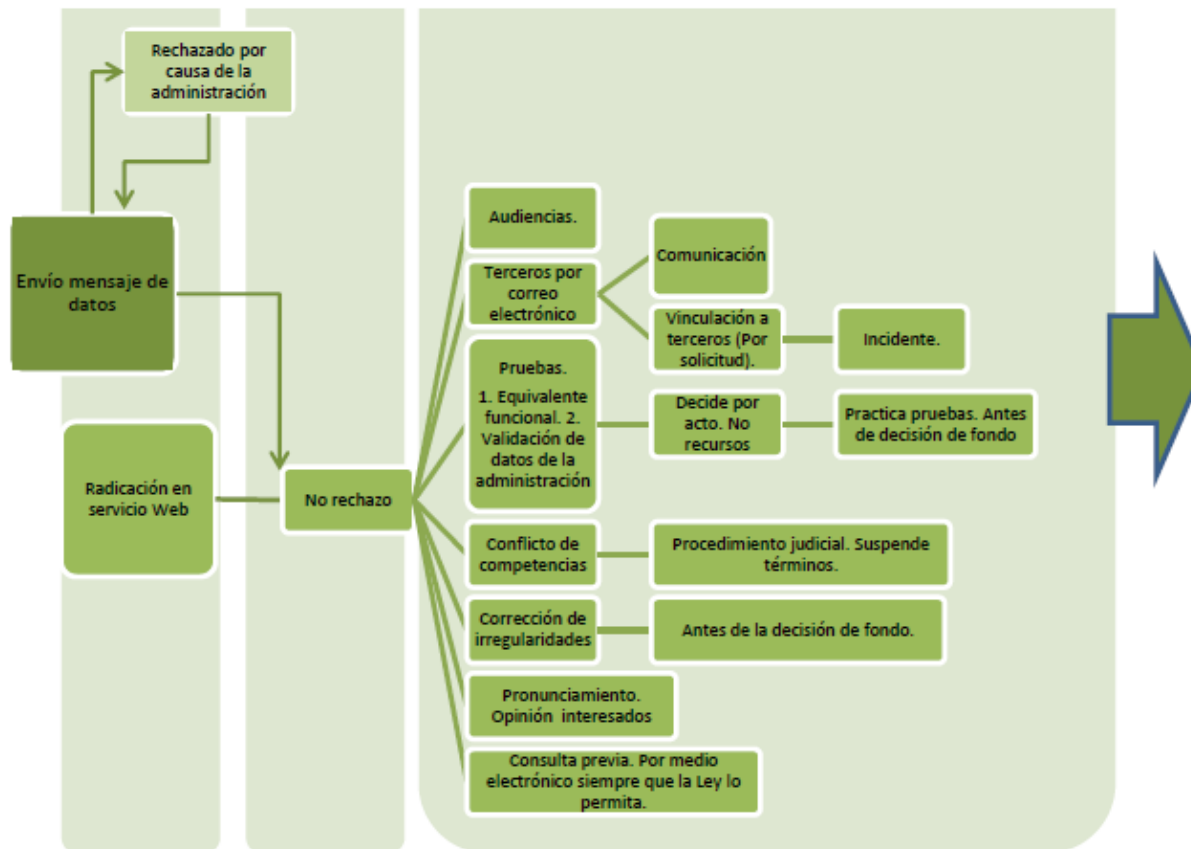 Rechazado por
causa de la
administración
Envío mensaje de
datos
Radicación en
servicio Web
No rechazo
Audiencias.
Terceros por
correo
electrónico
Comunicación
Vinculación a
terceros (Por
solicitud).
Incidente.
Pruebas.
1. Equivalente
funcional. 2.
Validación de
datos de la
administración
Decide por
acto. No
recursos
Practica pruebas. Antes
de decisión de fondo
Conflicto de
competencias
Procedimiento judicial. Suspende
términos.
Corrección de
irregularidades
Antes de la decisión de fondo.
Pronunciamiento.
Opinión interesados
Consulta previa. Por medio
electrónico siempre que la Ley lo
permita.